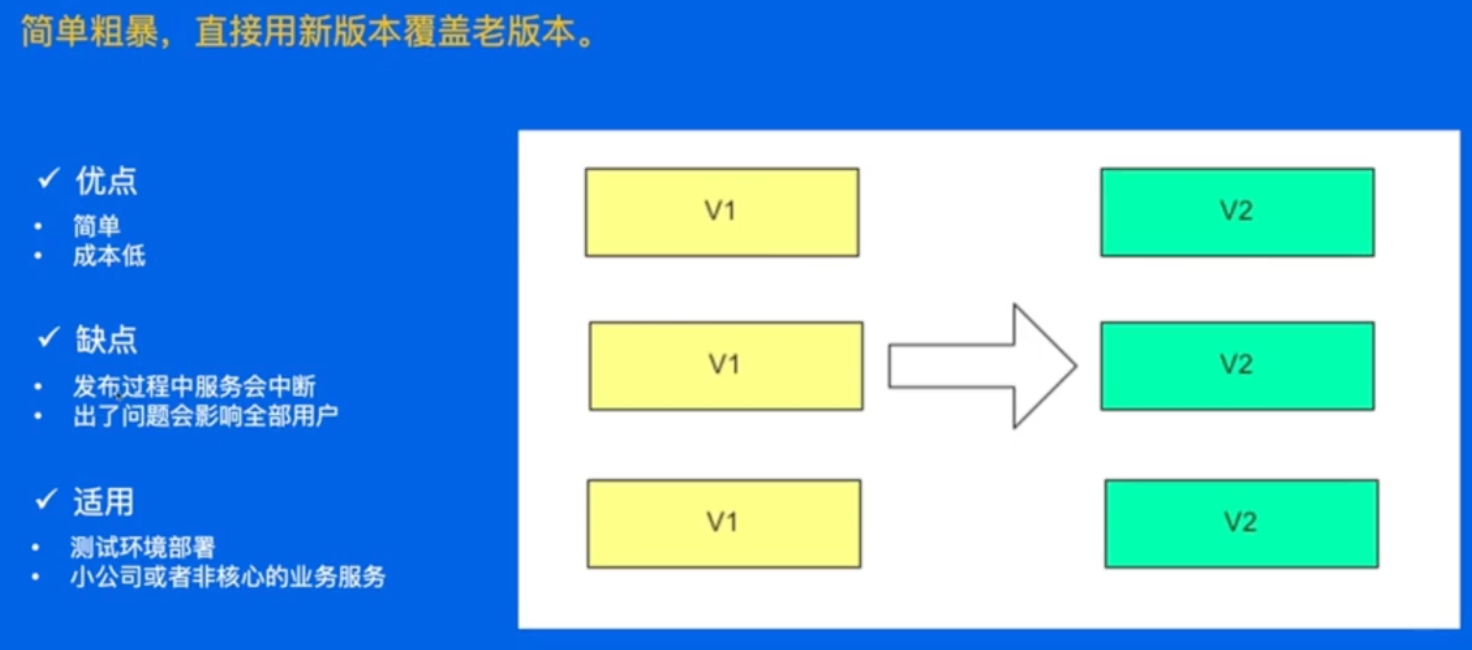 简单粗暴，直接用新版本覆盖老版本。
✓ 优点
• 简单
• 成本低
✓ 缺点
• 发布过程中服务会中断
• 出了问题会影响全部用户
✓ 适用
• 测试环境部署
• 小公司或者非核心的业务服务
V1
V2
V1
V2
V1
V2